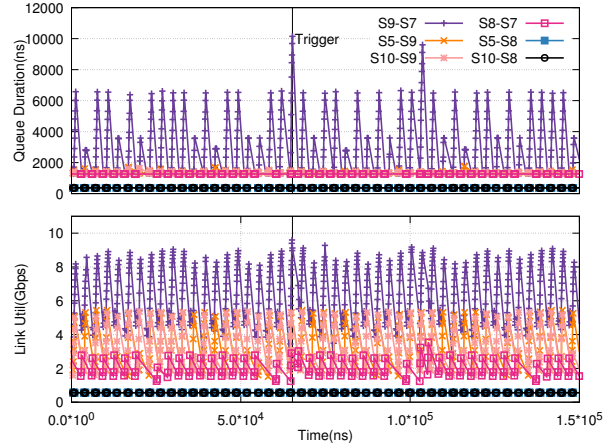 12000
10000
8000
6000
4000
2000
0
Queue Duration(ns)
Trigger
S9-S7
S5-S9
S10-S9
S8-S7
S5-S8
S10-S8
10
8
6
4
2
0
Link Util(Gbps)
0.0*10^0
5.0*10^4
1.0*10^5
1.5*10^5
Time(ns)